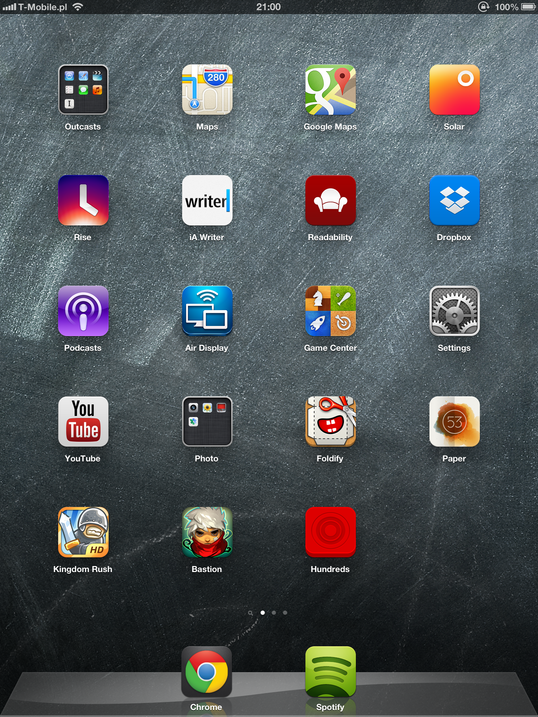 T-Mobile.pl 21:00 100%
280
Outcasts Maps Google Maps Solar
writer
Rise iA Writer Readability Dropbox
Podcasts Air Display Game Center Settings
You
Tube
53
YouTube Photo Foldify Paper
HD
Kingdom Rush Bastion Hundreds
Chrome Spotify